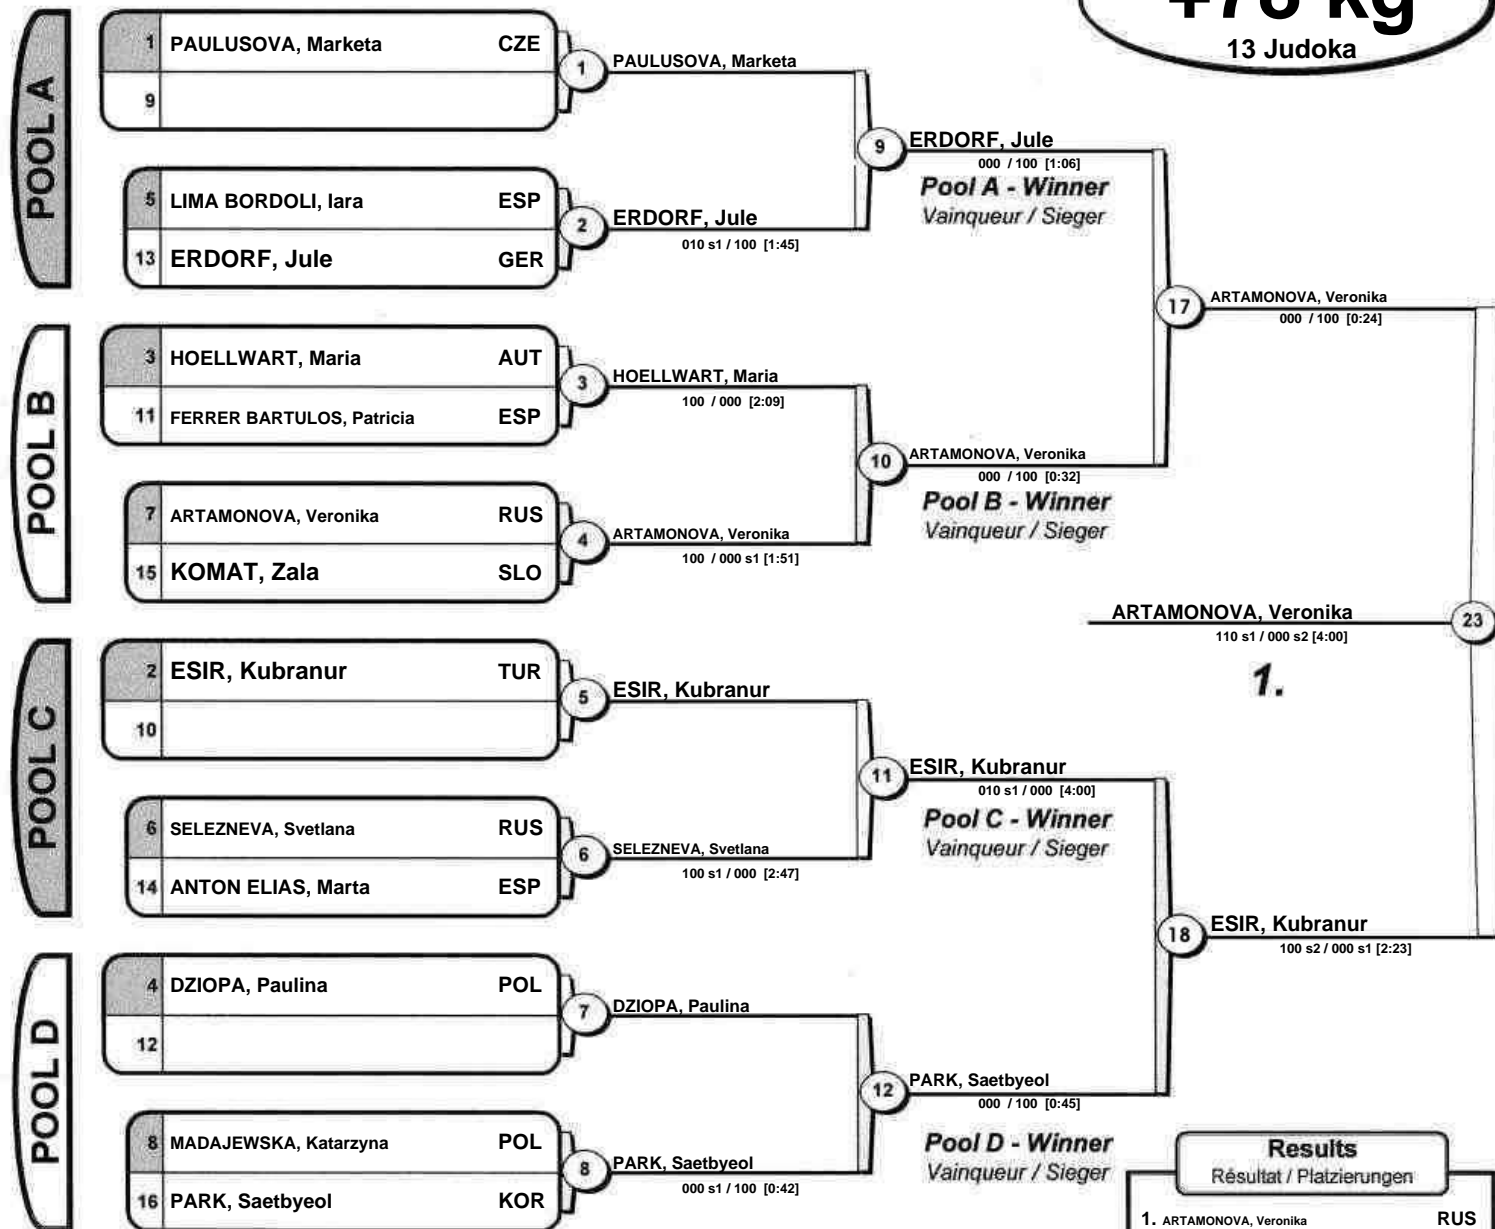 +78 kg
13 Judoka
POOL A
1 PAULUSOVA, Marketa CZE
9
1 PAULUSOVA, Marketa
5 LIMA BORDOLI, Iara ESP
13 ERDORF, Jule GER
2 ERDORF, Jule
010 s1 / 100 [1:45]
9 ERDORF, Jule
000 / 100 [1:06]
Pool A - Winner
Vainqueur / Sieger
POOL B
3 HOELLWART, Maria AUT
11 FERRER BARTULOS, Patricia ESP
3 HOELLWART, Maria
100 / 000 [2:09]
7 ARTAMONOVA, Veronika RUS
15 KOMAT, Zala SLO
4 ARTAMONOVA, Veronika
100 / 000 s1 [1:51]
10 ARTAMONOVA, Veronika
000 / 100 [0:32]
Pool B - Winner
Vainqueur / Sieger
17 ARTAMONOVA, Veronika
000 / 100 [0:24]
ARTAMONOVA, Veronika 23
110 s1 / 000 s2 [4:00]
1.
POOL C
2 ESIR, Kubranur TUR
10
5 ESIR, Kubranur
6 SELEZNEVA, Svetlana RUS
14 ANTON ELIAS, Marta ESP
6 SELEZNEVA, Svetlana
100 s1 / 000 [2:47]
11 ESIR, Kubranur
010 s1 / 000 [4:00]
Pool C - Winner
Vainqueur / Sieger
18 ESIR, Kubranur
100 s2 / 000 s1 [2:23]
POOL D
4 DZIOPA, Paulina POL
12
7 DZIOPA, Paulina
8 MADAJEWSKA, Katarzyna POL
16 PARK, Saetbyeol KOR
8 PARK, Saetbyeol
000 s1 / 100 [0:42]
12 PARK, Saetbyeol
000 / 100 [0:45]
Pool D - Winner
Vainqueur / Sieger
Results
Résultat / Platzierungen
1. ARTAMONOVA, Veronika RUS